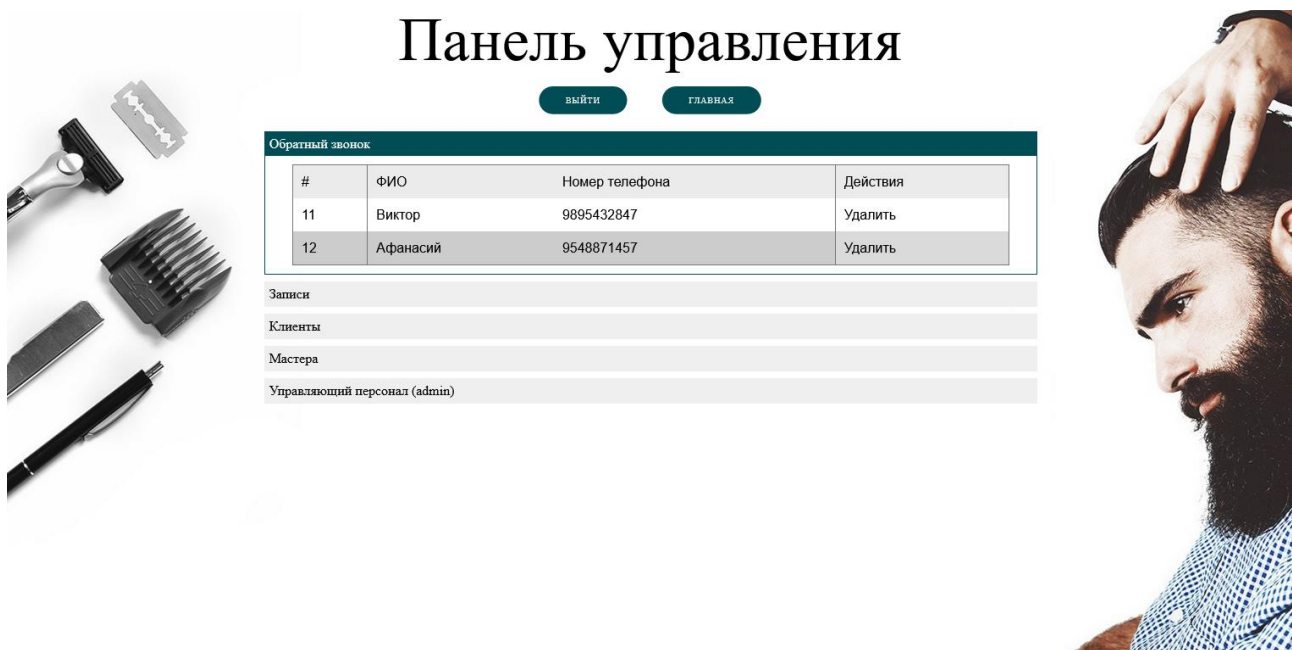 Панель управления
ВЫЙТИ ГЛАВНАЯ
Обратный звонок
# ФИО Номер телефона Действия
11 Виктор 9895432847 Удалить
12 Афанасий 9548871457 Удалить
Записи
Клиенты
Мастера
Управляющий персонал (admin)